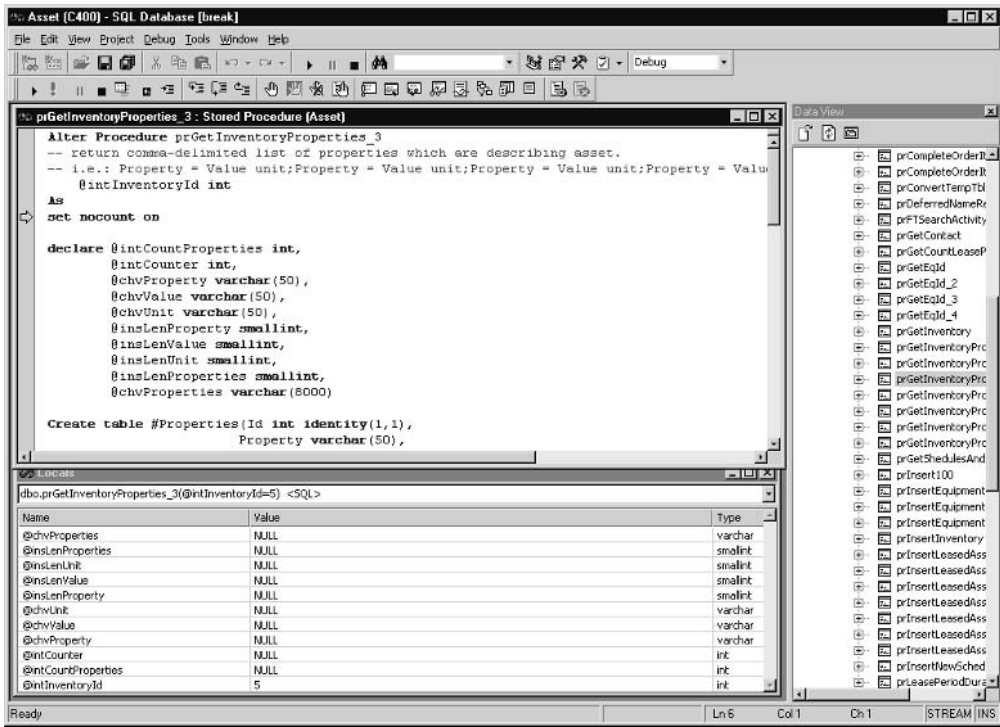 Asset (C400) - SQL Database [break]
File Edit View Project Debug Tools Window Help
Debug
prGetInventoryProperties_3 : Stored Procedure (Asset)
Alter Procedure prGetInventoryProperties_3
-- return comma-delimited list of properties which are describing asset.
-- i.e.: Property = Value unit;Property = Value unit;Property = Value unit;Property = Valu
@intInventoryId int
As
set nocount on
declare @intCountProperties int,
@intCounter int,
@chvProperty varchar(50),
@chvValue varchar(50),
@chvUnit varchar(50),
@insLenProperty smallint,
@insLenValue smallint,
@insLenUnit smallint,
@insLenProperties smallint,
@chvProperties varchar(8000)
Create table #Properties(Id int identity(1,1),
Property varchar(50),
Locals
dbo.prGetInventoryProperties_3(@intInventoryId=5) <SQL>
Name Value Type
@chvProperties NULL varchar
@insLenProperties NULL smallint
@insLenUnit NULL smallint
@insLenValue NULL smallint
@insLenProperty NULL smallint
@chvUnit NULL varchar
@chvValue NULL varchar
@chvProperty NULL varchar
@intCounter NULL int
@intCountProperties NULL int
@intInventoryId 5 int
Data View
prCompleteOrderIt
prCompleteOrderIt
prConvertTempTbl
prDeferredNameRe
prFTSearchActivity
prGetContact
prGetCountLeaseP
prGetEqId
prGetEqId_2
prGetEqId_3
prGetEqId_4
prGetInventory
prGetInventoryPro
prGetInventoryPro
prGetInventoryPro
prGetInventoryPro
prGetInventoryPro
prGetInventoryPro
prGetInventoryPro
prGetShedulesAnd
prInsert100
prInsertEquipment
prInsertEquipment
prInsertEquipment
prInsertInventory
prInsertLeasedAss
prInsertLeasedAss
prInsertLeasedAss
prInsertLeasedAss
prInsertLeasedAss
prInsertLeasedAss
prInsertLeasedAss
prInsertNewSched
prLeasePeriodDura
Ready Ln 6 Col 1 Ch 1 STREAM INS